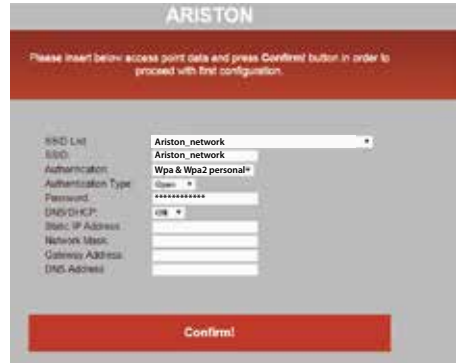 ARISTON
Please insert below access point data and press Confirm! button in order to
proceed with first configuration.
SSID List: Ariston_network
SSID: Ariston_network
Authentication: Wpa & Wpa2 personal
Authentication Type: Open
Password: ************
DNS/DHCP: ON
Static IP Address:
Network Mask:
Gateway Address:
DNS Address:
Confirm!